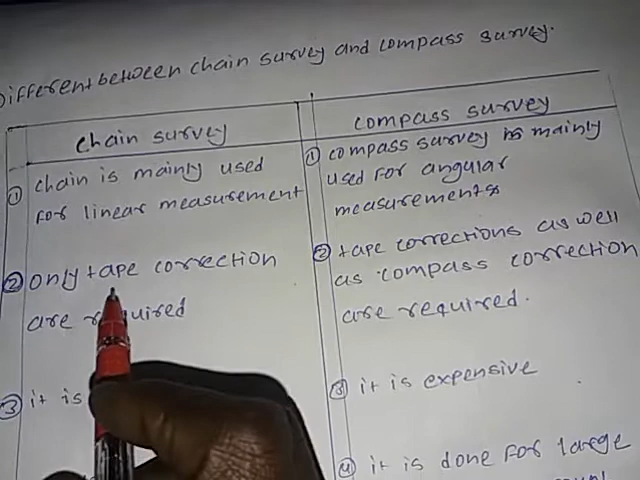 Different between chain survey and compass survey.
chain survey
① chain is mainly used
for linear measurement
② only tape correction
are required
③ it is
compass survey
① compass survey is mainly
used for angular
measurements
② tape corrections as well
as compass correction
are required.
③ it is expensive
④ it is done for large